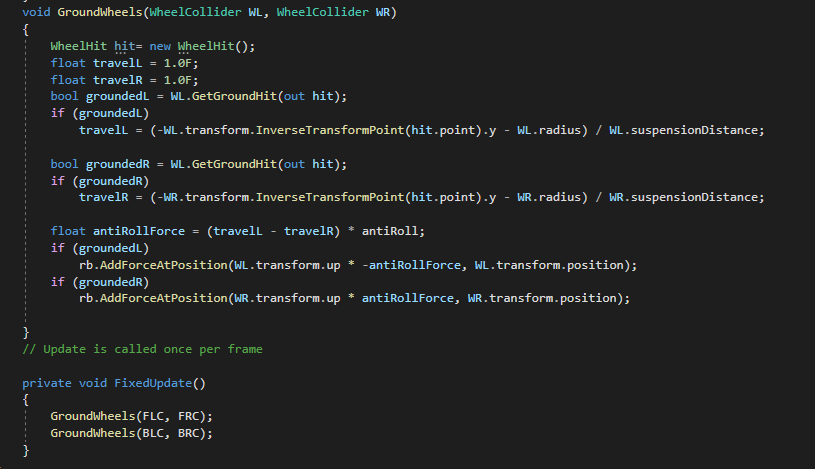 void GroundWheels(WheelCollider WL, WheelCollider WR)
{
WheelHit hit= new WheelHit();
float travelL = 1.0F;
float travelR = 1.0F;
bool groundedL = WL.GetGroundHit(out hit);
if (groundedL)
travelL = (-WL.transform.InverseTransformPoint(hit.point).y - WL.radius) / WL.suspensionDistance;
bool groundedR = WL.GetGroundHit(out hit);
if (groundedR)
travelR = (-WR.transform.InverseTransformPoint(hit.point).y - WR.radius) / WR.suspensionDistance;
float antiRollForce = (travelL - travelR) * antiRoll;
if (groundedL)
rb.AddForceAtPosition(WL.transform.up * -antiRollForce, WL.transform.position);
if (groundedR)
rb.AddForceAtPosition(WR.transform.up * antiRollForce, WR.transform.position);
}
// Update is called once per frame
private void FixedUpdate()
{
GroundWheels(FLC, FRC);
GroundWheels(BLC, BRC);
}